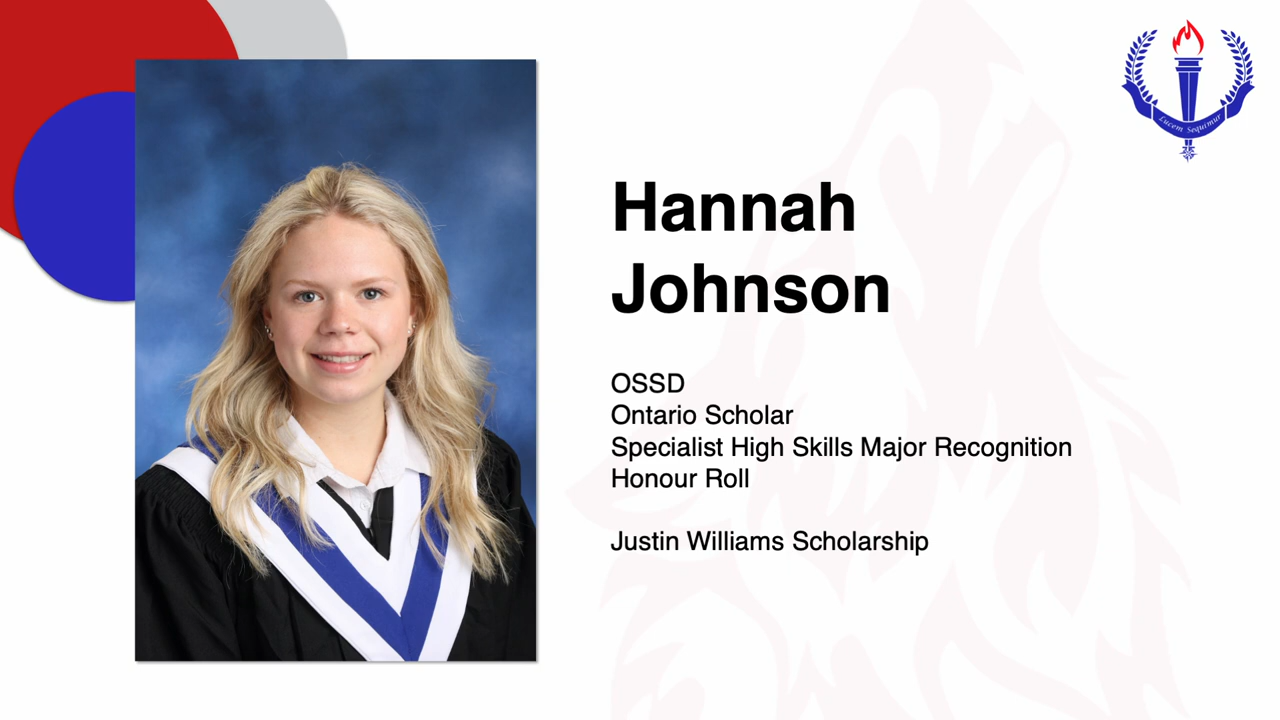 Lucem Sequimur
Hannah
Johnson
OSSD
Ontario Scholar
Specialist High Skills Major Recognition
Honour Roll
Justin Williams Scholarship